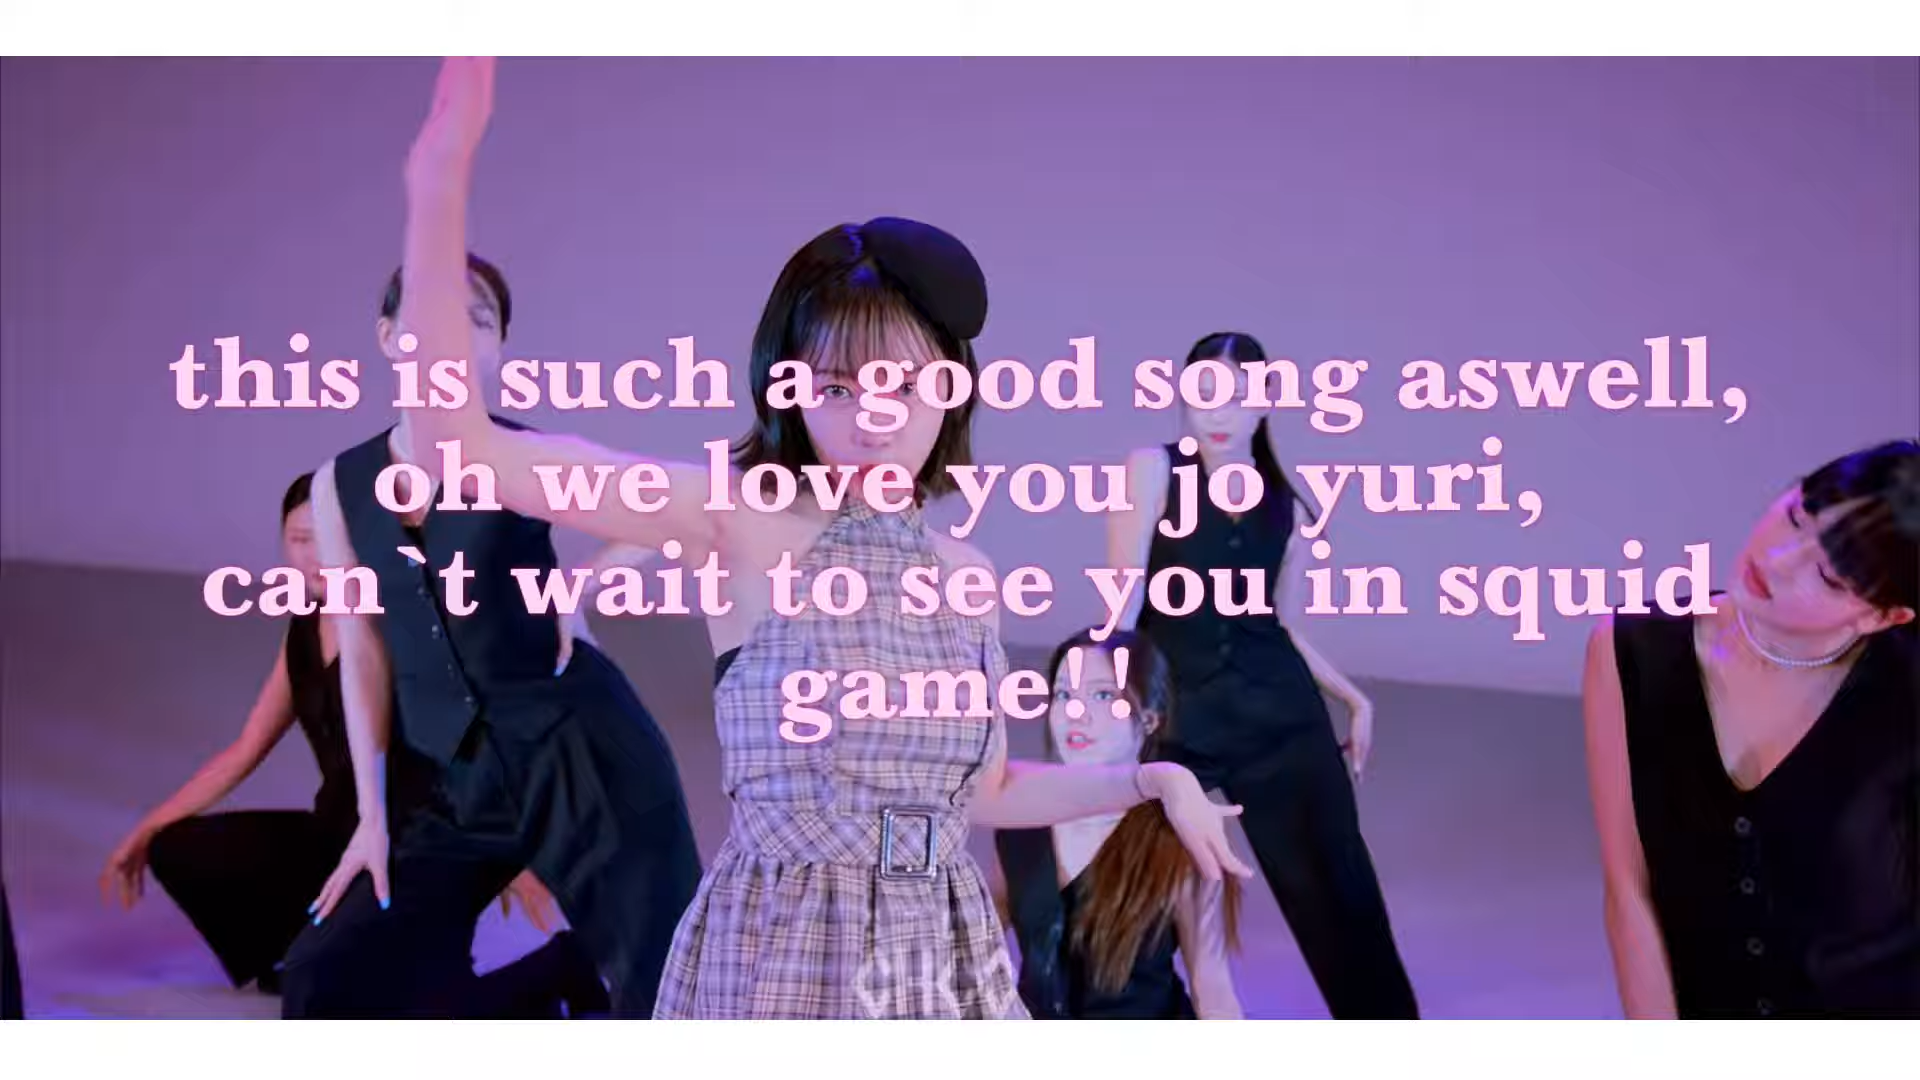 this is such a good song aswell,
oh we love you jo yuri,
can`t wait to see you in squid
game!!